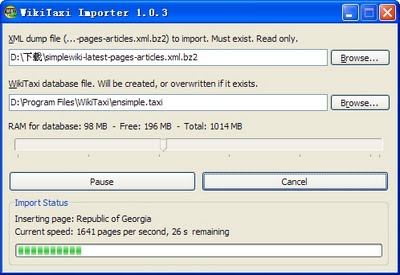 WikiTaxi Importer 1.0.3
XML dump file (...-pages-articles.xml.bz2) to import. Must exist. Read only.
D:\下载\simplewiki-latest-pages-articles.xml.bz2
Browse...
WikiTaxi database file. Will be created, or overwritten if it exists.
D:\Program Files\WikiTaxi\ensimple.taxi
Browse...
RAM for database: 98 MB - Free: 196 MB - Total: 1014 MB
Pause
Cancel
Import Status
Inserting page: Republic of Georgia
Current speed: 1641 pages per second, 26 s remaining